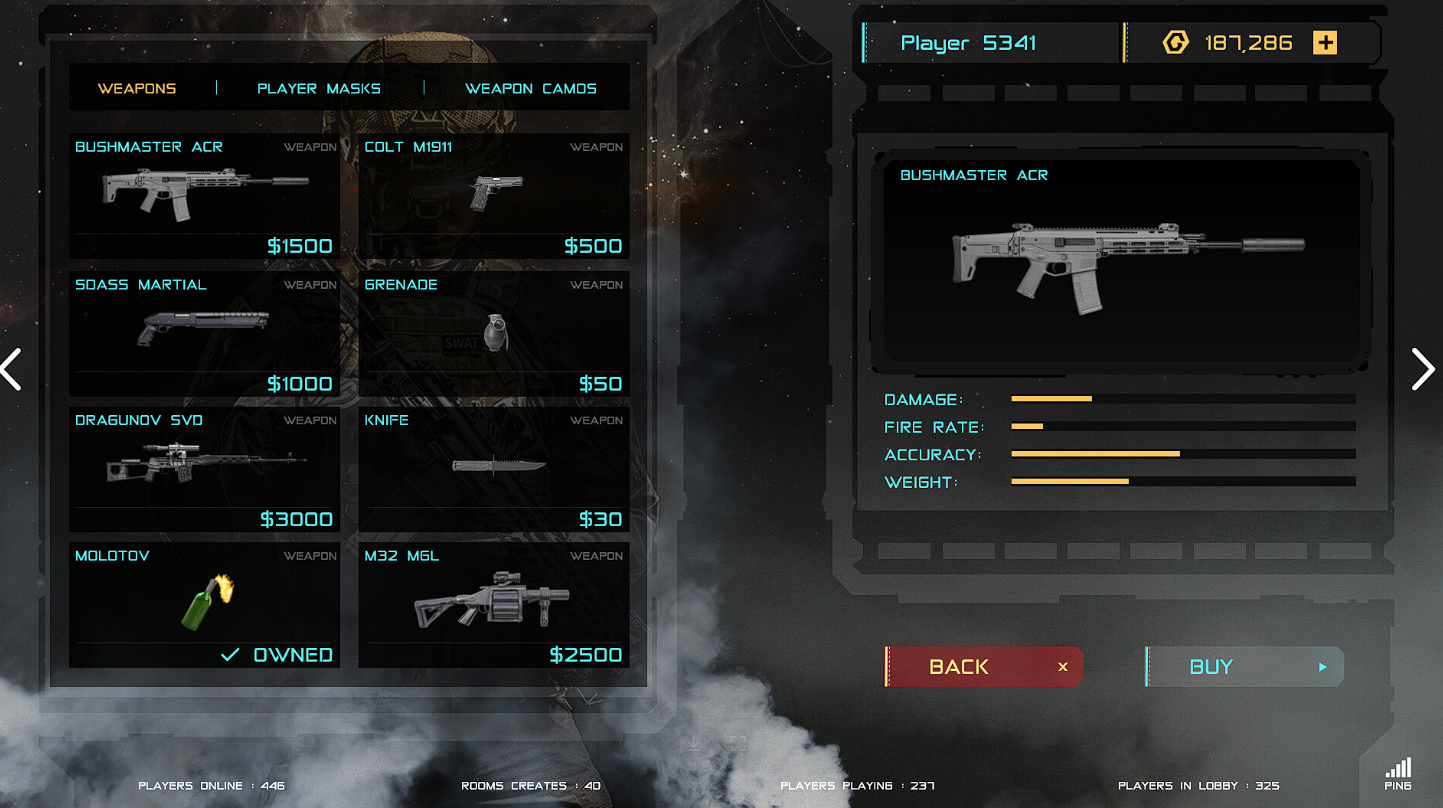 Player 5341
187,286
WEAPONS
PLAYER MASKS
WEAPON CAMOS
BUSHMASTER ACR
WEAPON
$1500
COLT M1911
WEAPON
$500
SDASS MARTIAL
WEAPON
$1000
GRENADE
WEAPON
$50
SWAT
DRAGUNOV SVD
WEAPON
$3000
KNIFE
WEAPON
$30
MOLOTOV
WEAPON
OWNED
M32 MGL
WEAPON
$2500
BUSHMASTER ACR
DAMAGE:
FIRE RATE:
ACCURACY:
WEIGHT:
BACK
BUY
PLAYERS ONLINE : 446
ROOMS CREATES : 40
PLAYERS PLAYING : 237
PLAYERS IN LOBBY : 325
PING